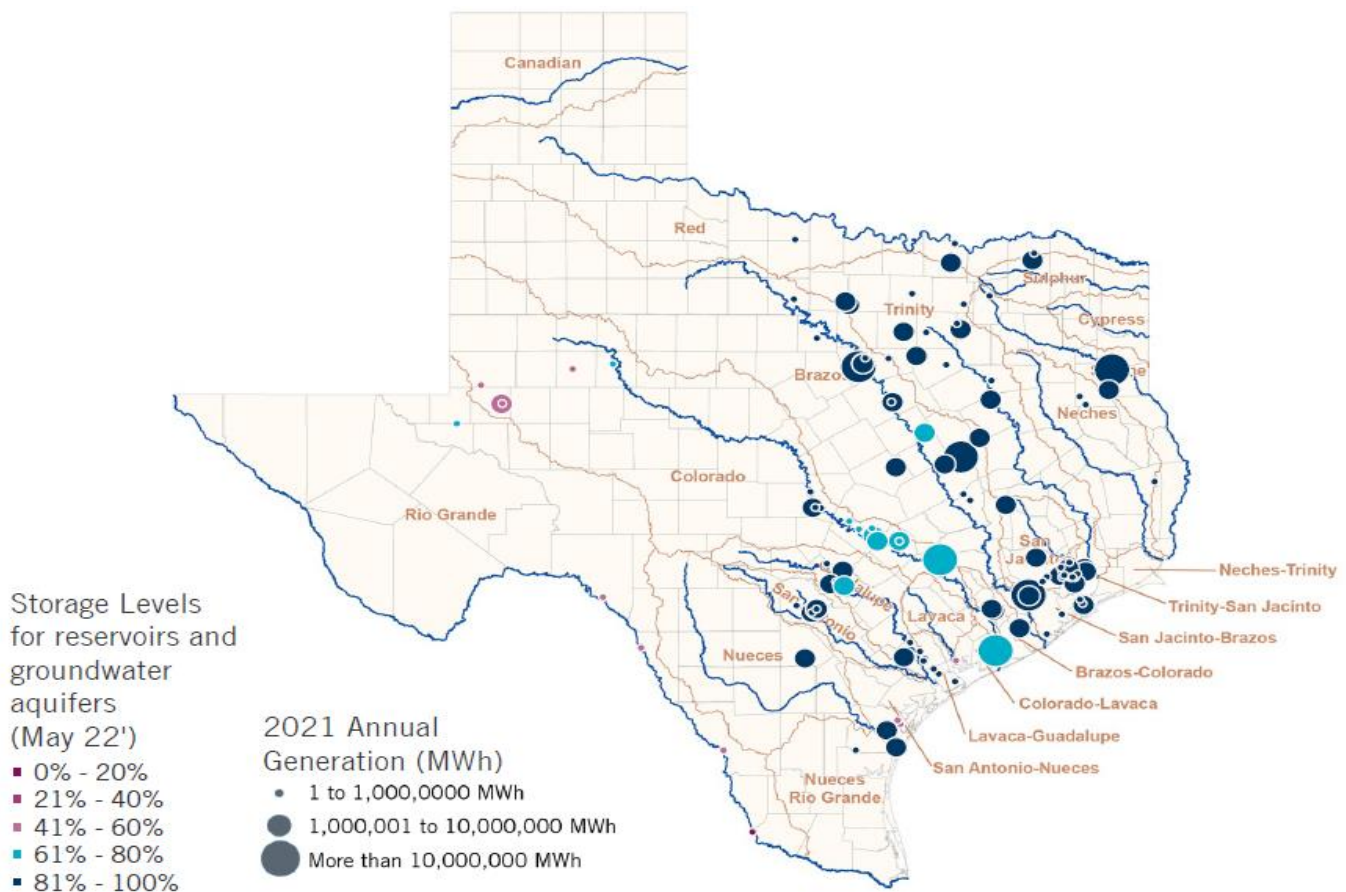 Canadian
Red
Sulphur
Cypress
Trinity
Brazos
Neches
Colorado
Rio Grande
San
Jacinto
Neches-Trinity
Trinity-San Jacinto
San Jacinto-Brazos
Brazos-Colorado
Colorado-Lavaca
Lavaca-Guadalupe
San Antonio-Nueces
Lavaca
Nueces
Nueces
Rio Grande
Storage Levels
for reservoirs and
groundwater
aquifers
(May 22')
0% - 20%
21% - 40%
41% - 60%
61% - 80%
81% - 100%
2021 Annual
Generation (MWh)
1 to 1,000,0000 MWh
1,000,001 to 10,000,000 MWh
More than 10,000,000 MWh